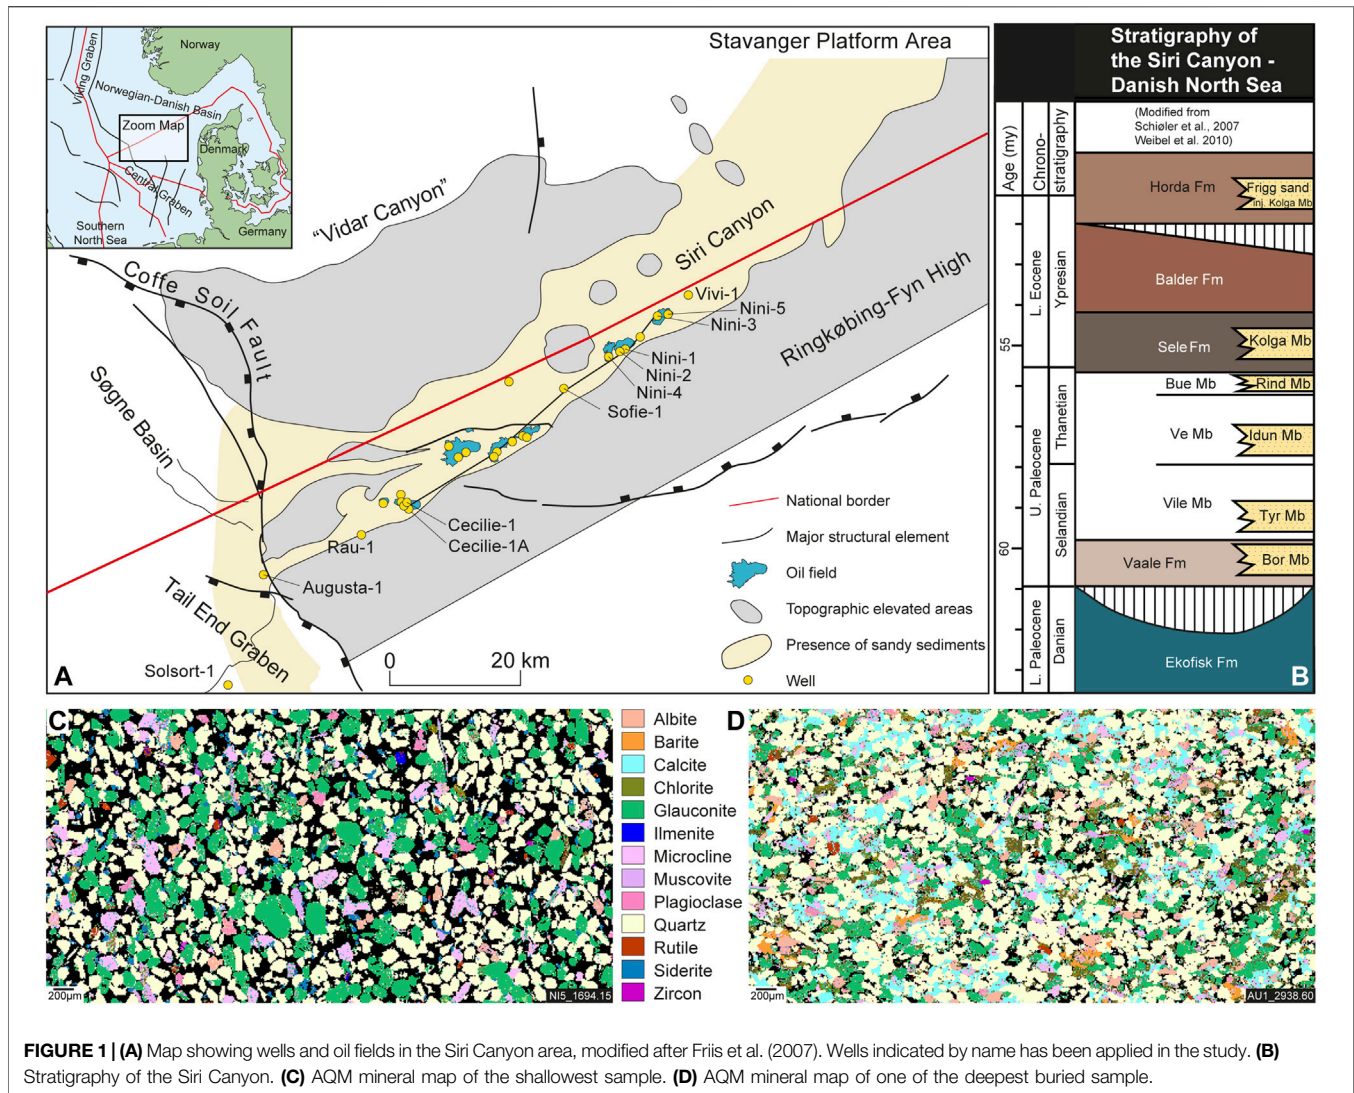 Norway
Viking Graben
Norwegian-Danish Basin
Zoom Map
Denmark
Central Graben
Southern
North Sea
Germany
Stavanger Platform Area
"Vidar Canyon"
Siri Canyon
Coffe Soil Fault
Ringkøbing-Fyn High
Vivi-1
Nini-5
Nini-3
Nini-1
Nini-2
Nini-4
Sofie-1
Søgne Basin
Cecilie-1
Cecilie-1A
Rau-1
Augusta-1
Tail End Graben
Solsort-1
National border
Major structural element
Oil field
Topographic elevated areas
Presence of sandy sediments
Well
0 20 km
A
Stratigraphy of
the Siri Canyon -
Danish North Sea
Age (my)
Chrono-
stratigraphy
(Modified from
Schiøler et al., 2007
Weibel et al. 2010)
Horda Fm
Frigg sand
inj. Kolga Mb
L. Eocene
Ypresian
Balder Fm
55
Sele Fm
Kolga Mb
Bue Mb
Rind Mb
U. Paleocene
Thanetian
Ve Mb
Idun Mb
Selandian
Vile Mb
Tyr Mb
60
Vaale Fm
Bor Mb
L. Paleocene
Danian
Ekofisk Fm
B
C
200µm
NI5_1694.15
Albite
Barite
Calcite
Chlorite
Glauconite
Ilmenite
Microcline
Muscovite
Plagioclase
Quartz
Rutile
Siderite
Zircon
D
200µm
AU1_2938.60
FIGURE 1 | (A) Map showing wells and oil fields in the Siri Canyon area, modified after Friis et al. (2007). Wells indicated by name has been applied in the study. (B)
Stratigraphy of the Siri Canyon. (C) AQM mineral map of the shallowest sample. (D) AQM mineral map of one of the deepest buried sample.